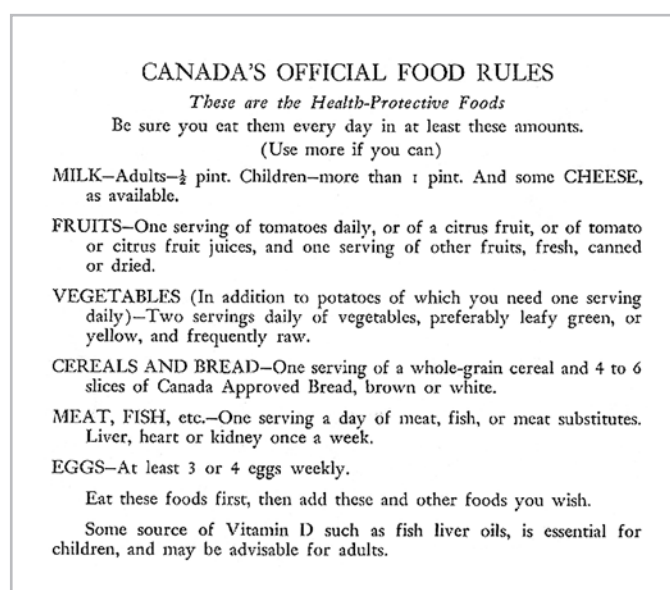 CANADA'S OFFICIAL FOOD RULES
These are the Health-Protective Foods
Be sure you eat them every day in at least these amounts.
(Use more if you can)
MILK–Adults–½ pint. Children–more than 1 pint. And some CHEESE,
as available.
FRUITS–One serving of tomatoes daily, or of a citrus fruit, or of tomato
or citrus fruit juices, and one serving of other fruits, fresh, canned
or dried.
VEGETABLES (In addition to potatoes of which you need one serving
daily)–Two servings daily of vegetables, preferably leafy green, or
yellow, and frequently raw.
CEREALS AND BREAD–One serving of a whole-grain cereal and 4 to 6
slices of Canada Approved Bread, brown or white.
MEAT, FISH, etc.–One serving a day of meat, fish, or meat substitutes.
Liver, heart or kidney once a week.
EGGS–At least 3 or 4 eggs weekly.
Eat these foods first, then add these and other foods you wish.
Some source of Vitamin D such as fish liver oils, is essential for
children, and may be advisable for adults.